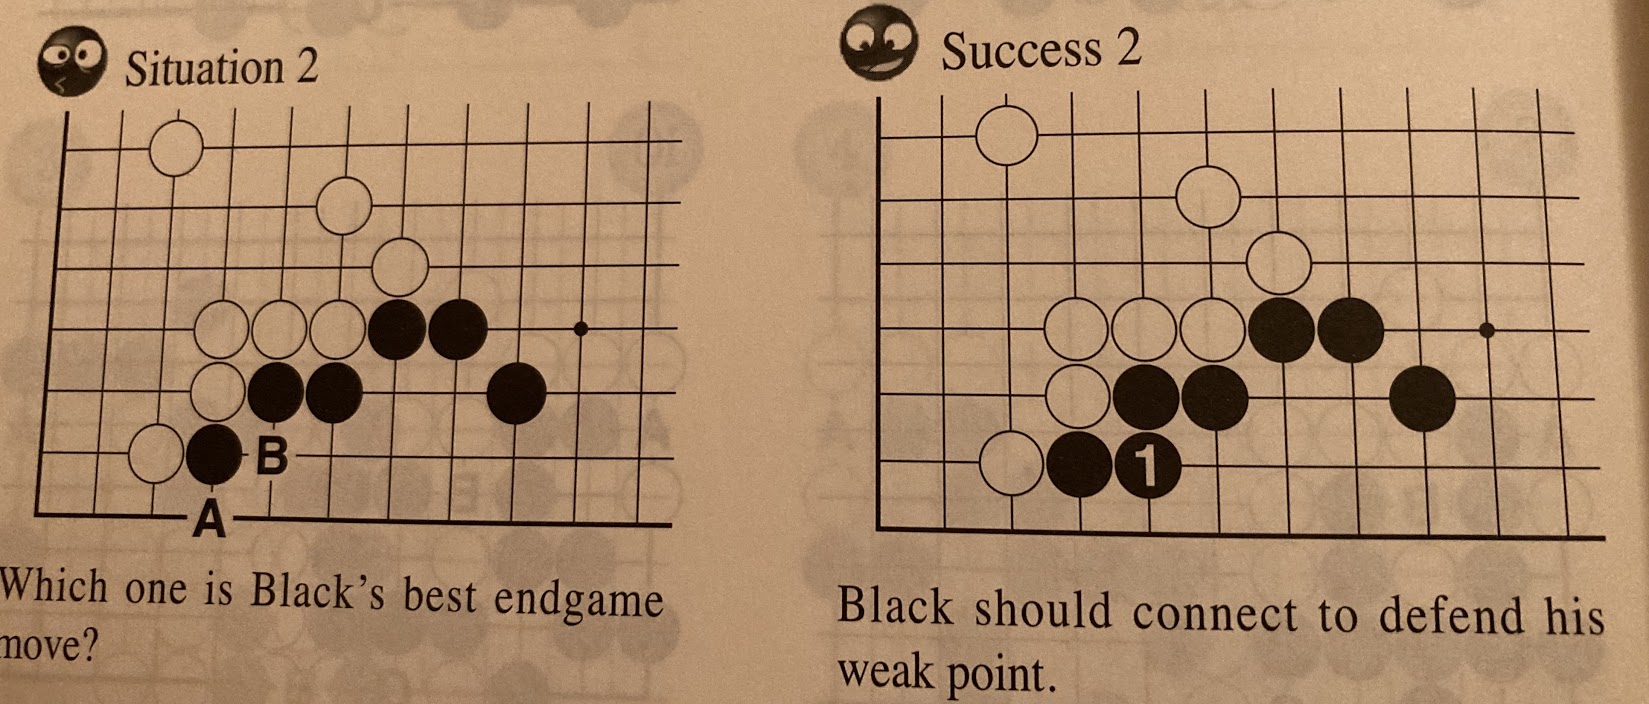 Situation 2
B
A
Which one is Black's best endgame
move?
Success 2
1
Black should connect to defend his
weak point.